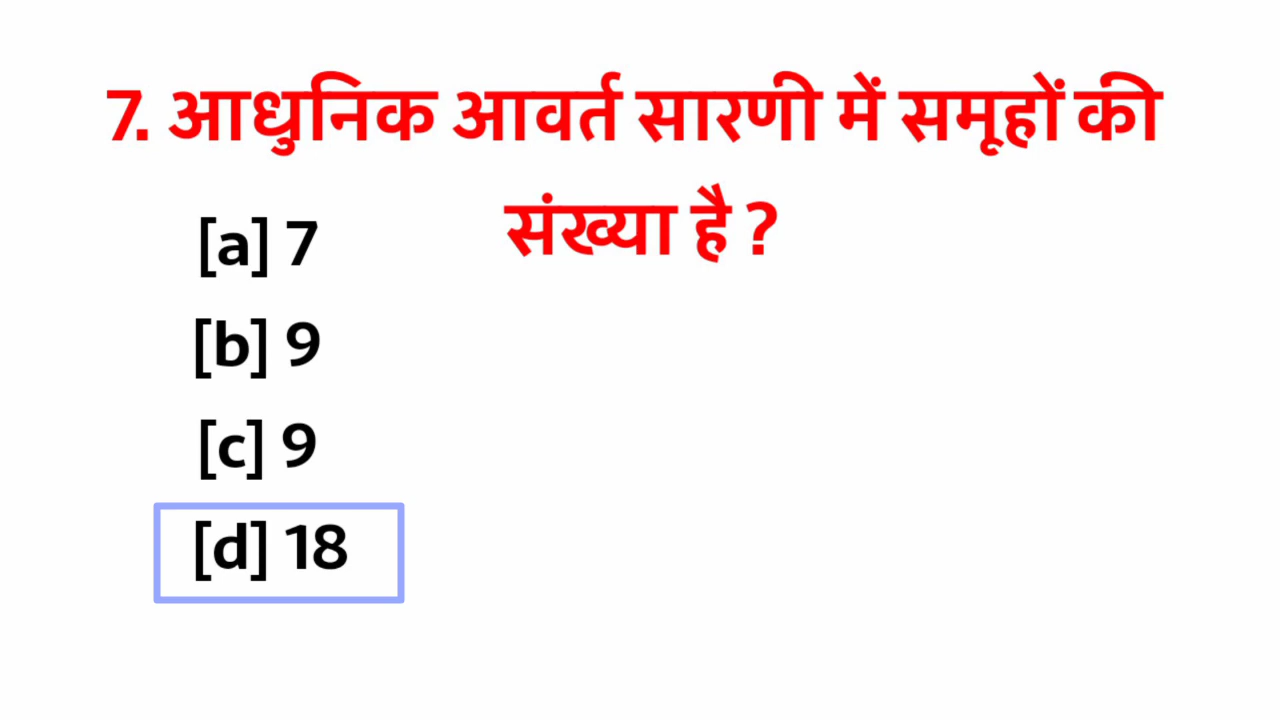 7. आधुनिक आवर्त सारणी में समूहों की
संख्या है ?
[a] 7
[b] 9
[c] 9
[d] 18